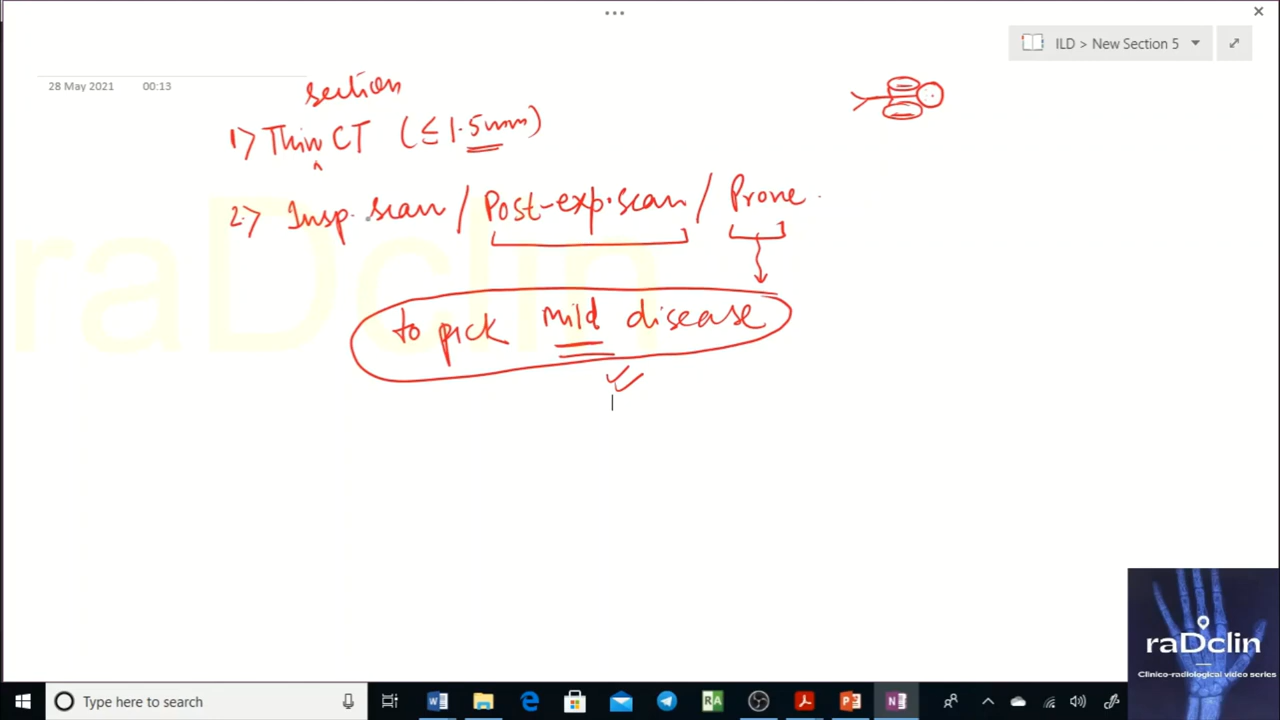 ILD > New Section 5
28 May 2021 00:13
1) Thin section CT (≤ 1.5mm)
2.) Insp. scan / Post-exp. scan / Prone
to pick mild disease
raDclin
raDclin
Clinico-radiological video series
Type here to search